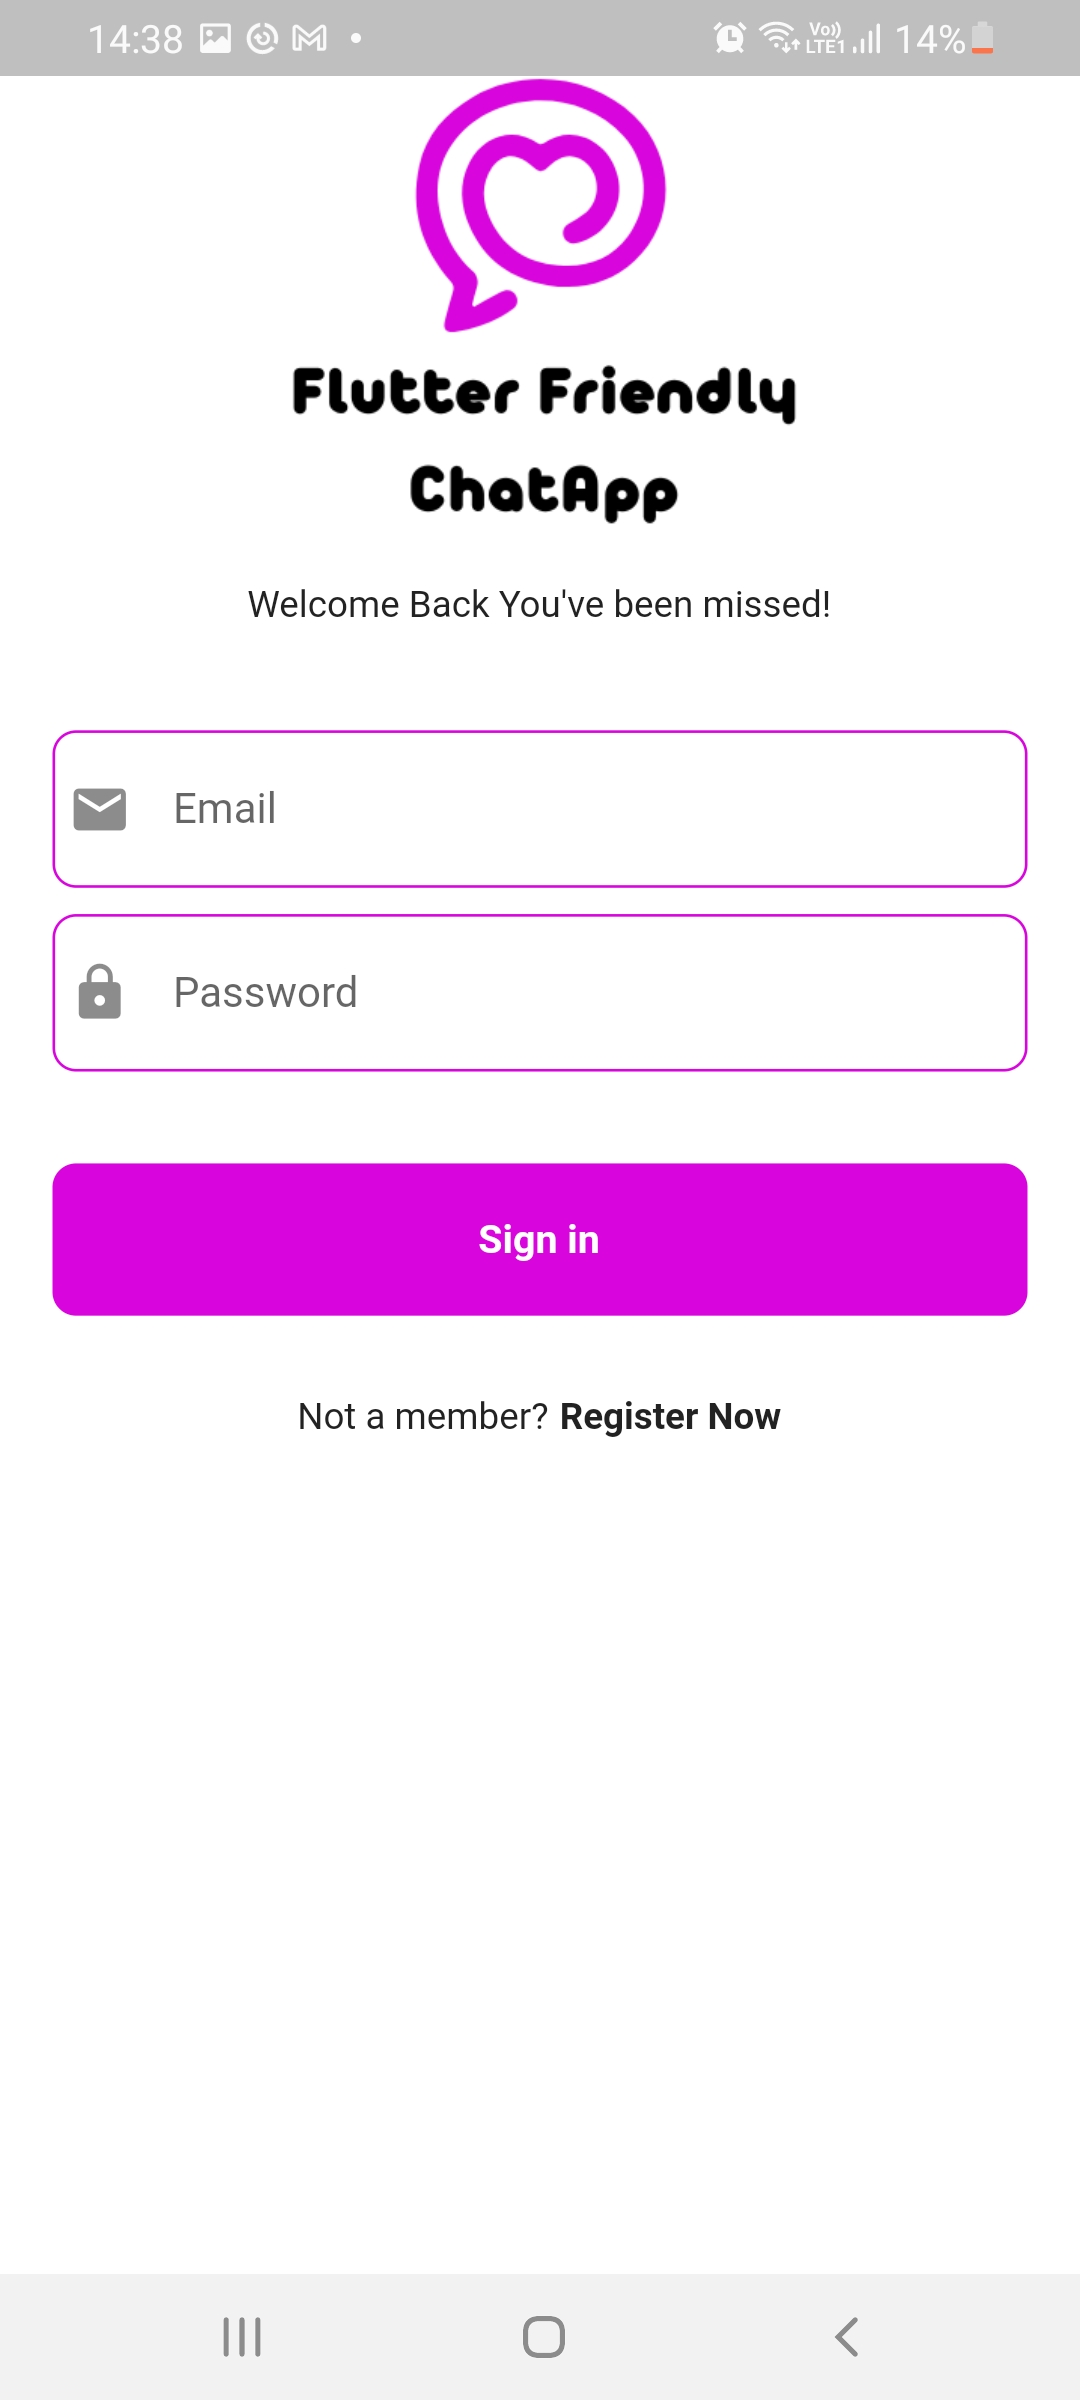 14:38 Vo)) LTE1 14%
Flutter Friendly
ChatApp
Welcome Back You've been missed!
Email
Password
Sign in
Not a member? Register Now